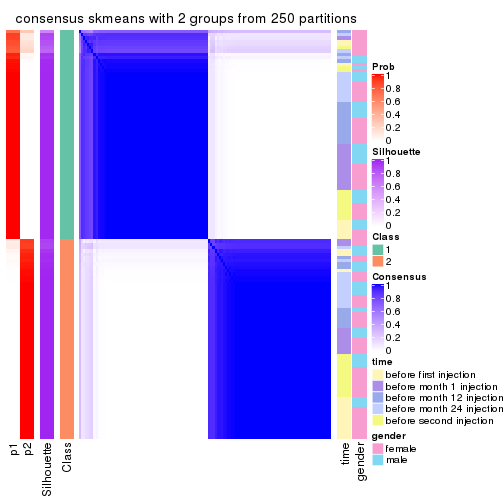 consensus skmeans with 2 groups from 250 partitions
Prob
1
0.8
0.6
0.4
0.2
0
Silhouette
1
0.8
0.6
0.4
0.2
0
Class
1
2
Consensus
1
0.8
0.6
0.4
0.2
0
time
before first injection
before month 1 injection
before month 12 injection
before month 24 injection
before second injection
gender
female
male
p1
p2
Silhouette
Class
time
gender